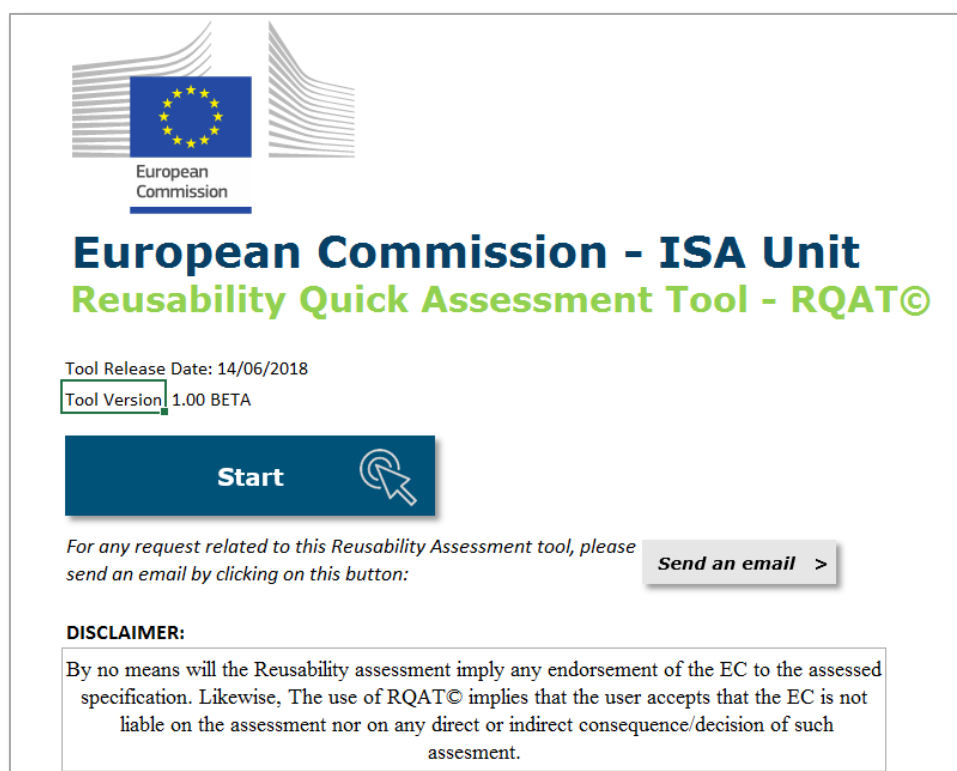 European
Commission
European Commission - ISA Unit
Reusability Quick Assessment Tool - RQAT©
Tool Release Date: 14/06/2018
Tool Version 1.00 BETA
Start
For any request related to this Reusability Assessment tool, please
send an email by clicking on this button:
Send an email >
DISCLAIMER:
By no means will the Reusability assessment imply any endorsement of the EC to the assessed
specification. Likewise, The use of RQAT© implies that the user accepts that the EC is not
liable on the assessment nor on any direct or indirect consequence/decision of such
assesment.